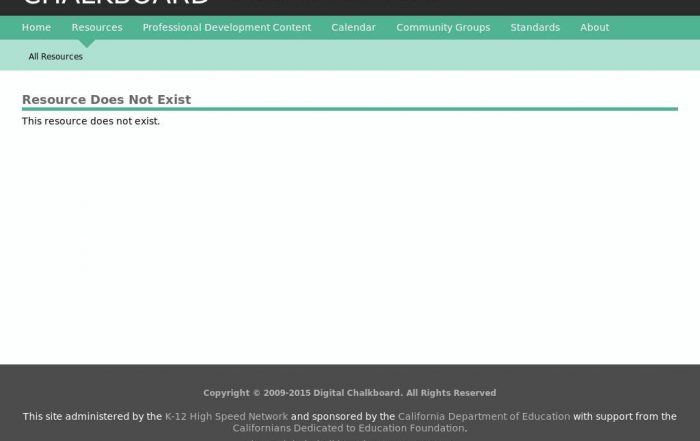 CHALKBOARD
Home Resources Professional Development Content Calendar Community Groups Standards About
All Resources
Resource Does Not Exist
This resource does not exist.
Copyright © 2009-2015 Digital Chalkboard. All Rights Reserved
This site administered by the K-12 High Speed Network and sponsored by the California Department of Education with support from the
Californians Dedicated to Education Foundation.